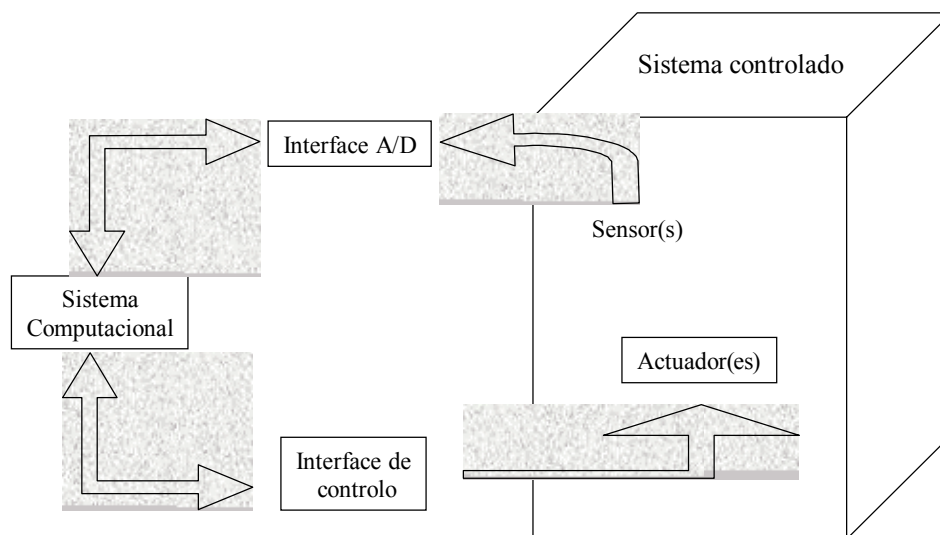 Sistema controlado
Interface A/D
Sensor(s)
Sistema
Computacional
Actuador(es)
Interface de
controlo